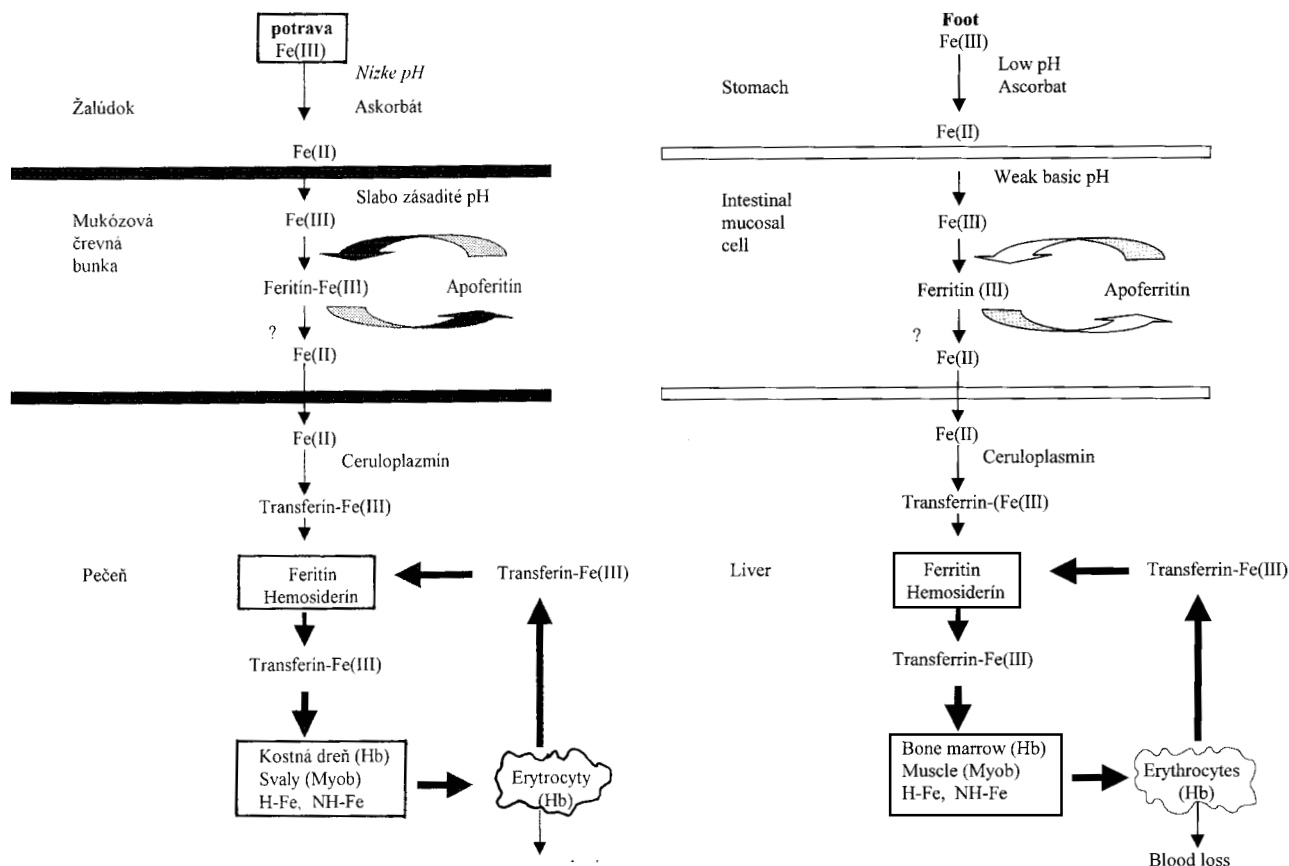 potrava
Fe(III)
Nízke pH
Žalúdok
Askorbát
Fe(II)
Slabo zásadité pH
Mukózová
črevná
bunka
Fe(III)
Feritín-Fe(III)
Apoferitín
?
Fe(II)
Fe(II)
Ceruloplazmín
Transferín-Fe(III)
Pečeň
Feritín
Hemosiderín
Transferín-Fe(III)
Transferín-Fe(III)
Kostná dreň (Hb)
Svaly (Myob)
H-Fe, NH-Fe
Erytrocyty
(Hb)
Foot
Fe(III)
Low pH
Stomach
Ascorbat
Fe(II)
Weak basic pH
Intestinal
mucosal
cell
Fe(III)
Ferritin (III)
Apoferritin
?
Fe(II)
Fe(II)
Ceruloplasmin
Transferrin-(Fe(III)
Liver
Ferritin
Hemosiderín
Transferrin-Fe(III)
Transferrin-Fe(III)
Bone marrow (Hb)
Muscle (Myob)
H-Fe, NH-Fe
Erythrocytes
(Hb)
Blood loss